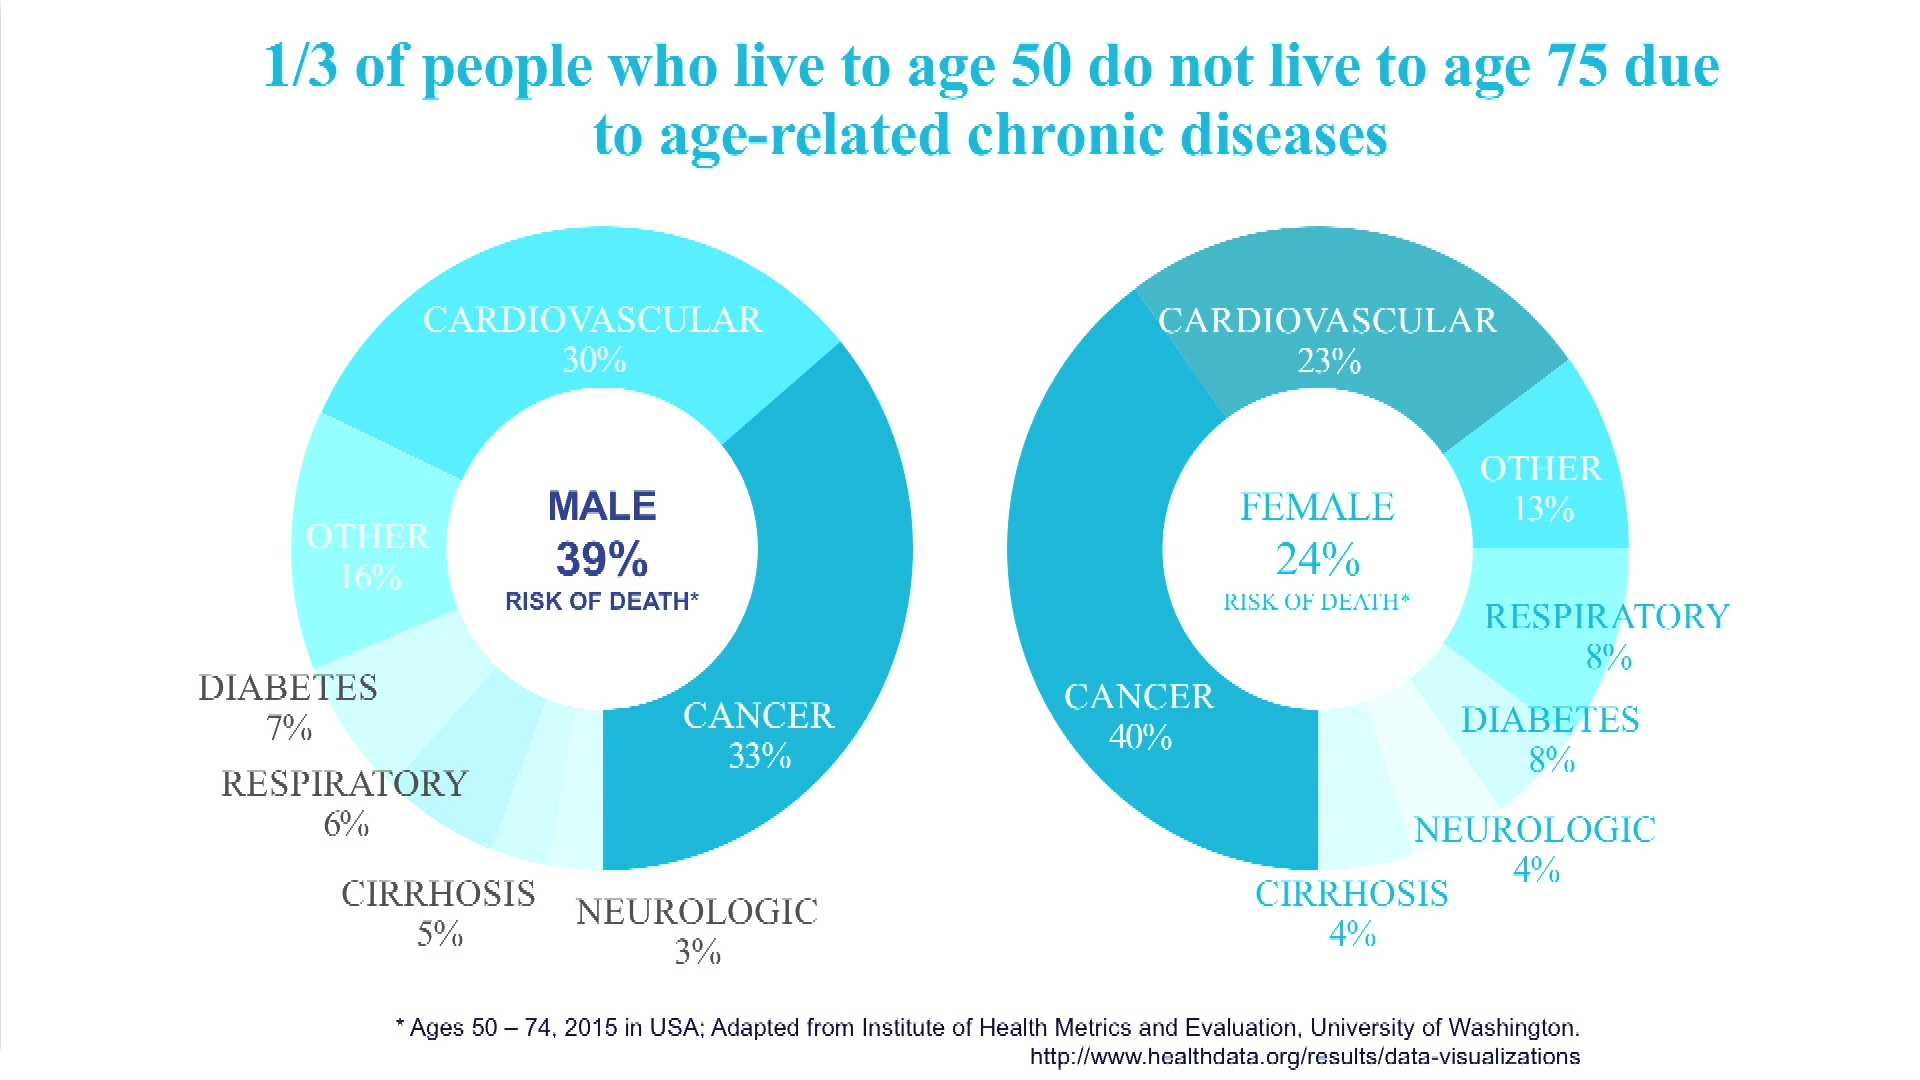 1/3 of people who live to age 50 do not live to age 75 due
to age-related chronic diseases
CARDIOVASCULAR
30%
OTHER
16%
MALE
39%
RISK OF DEATH*
DIABETES
7%
RESPIRATORY
6%
CIRRHOSIS
5%
NEUROLOGIC
3%
CANCER
33%
CARDIOVASCULAR
23%
OTHER
13%
FEMALE
24%
RISK OF DEATH*
RESPIRATORY
8%
CANCER
40%
DIABETES
8%
NEUROLOGIC
4%
CIRRHOSIS
4%
* Ages 50 – 74, 2015 in USA; Adapted from Institute of Health Metrics and Evaluation, University of Washington.
http://www.healthdata.org/results/data-visualizations